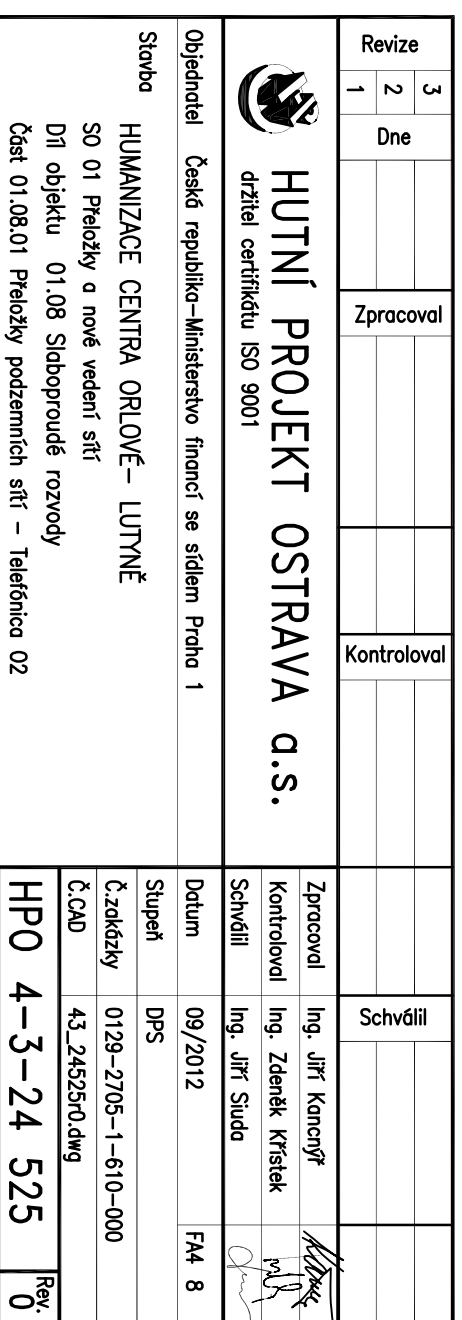 3
2
1
Revize Dne Zpracoval Kontroloval Schválil
HUTNÍ PROJEKT OSTRAVA a.s.
držitel certifikátu ISO 9001
Zpracoval Ing. Jiří Kancnýř
Kontroloval Ing. Zdeněk Křístek
Schválil Ing. Jiří Siuda
Objednatel Česká republika–Ministerstvo financí se sídlem Praha 1
Datum 09/2012 FA4 8
Stavba HUMANIZACE CENTRA ORLOVÉ– LUTYNĚ
SO 01 Přeložky a nové vedení sítí
Díl objektu 01.08 Slaboproudé rozvody
Část 01.08.01 Přeložky podzemních sítí – Telefónica 02
Stupeň DPS
Č.zakázky 0129–2705–1–610–000
Č.CAD 43_24525r0.dwg
HPO 4–3–24 525
Rev.
0